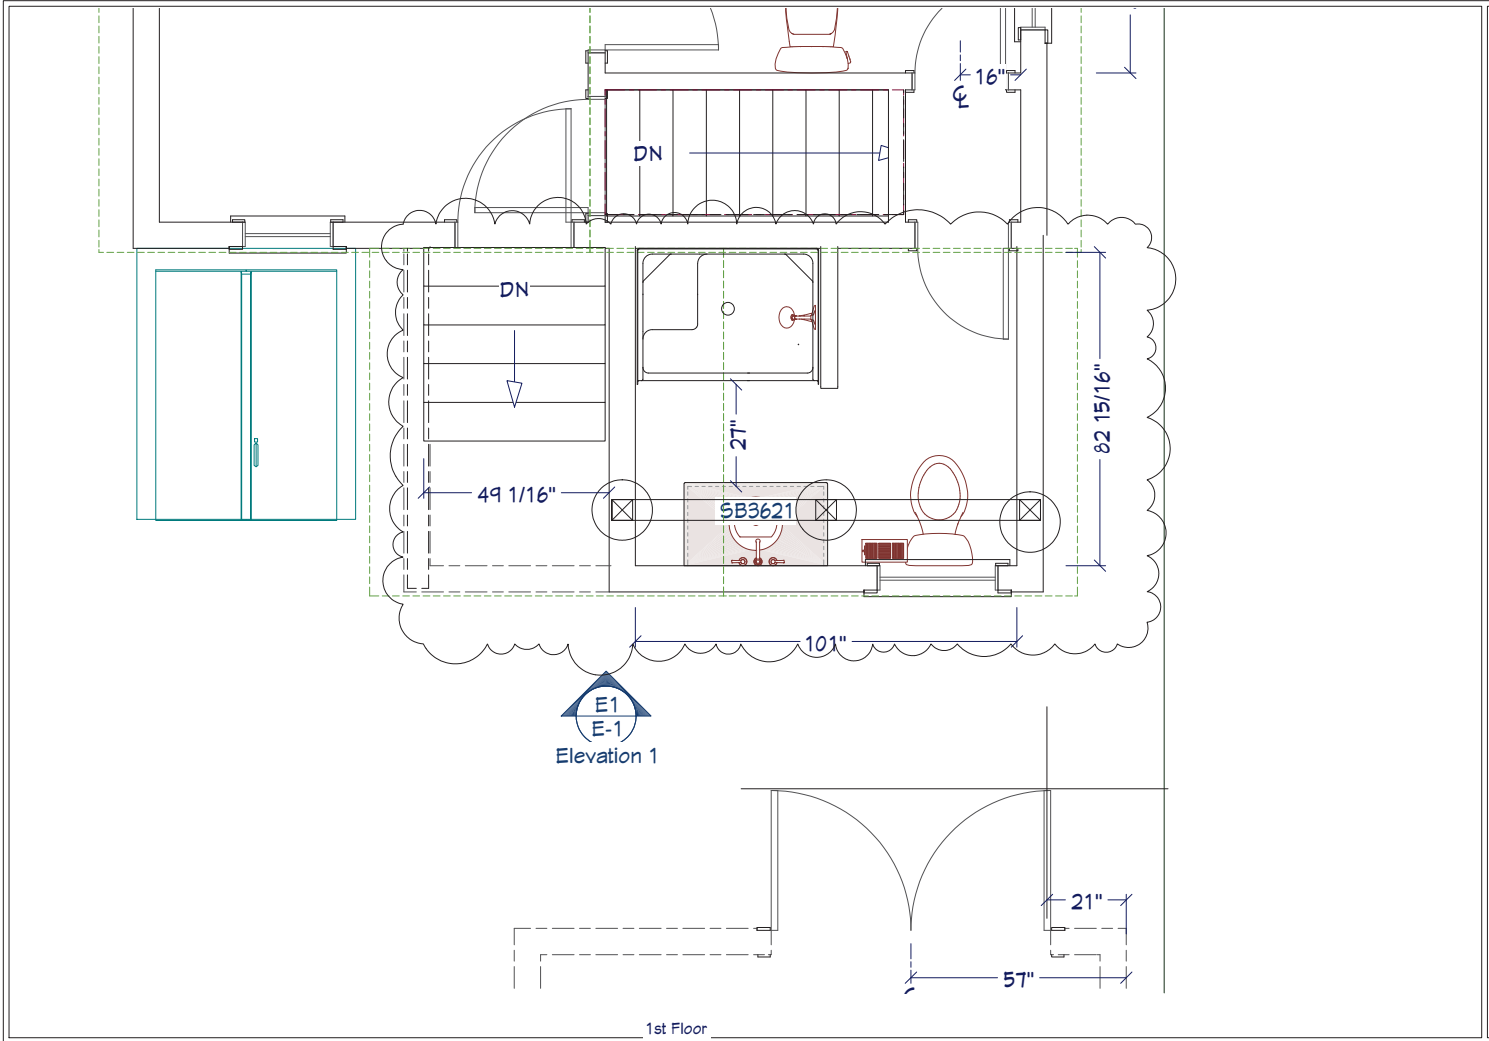 16"
DN
DN
82 15/16"
27"
49 1/16"
SB3621
101"
E1
E-1
Elevation 1
21"
57"
1st Floor